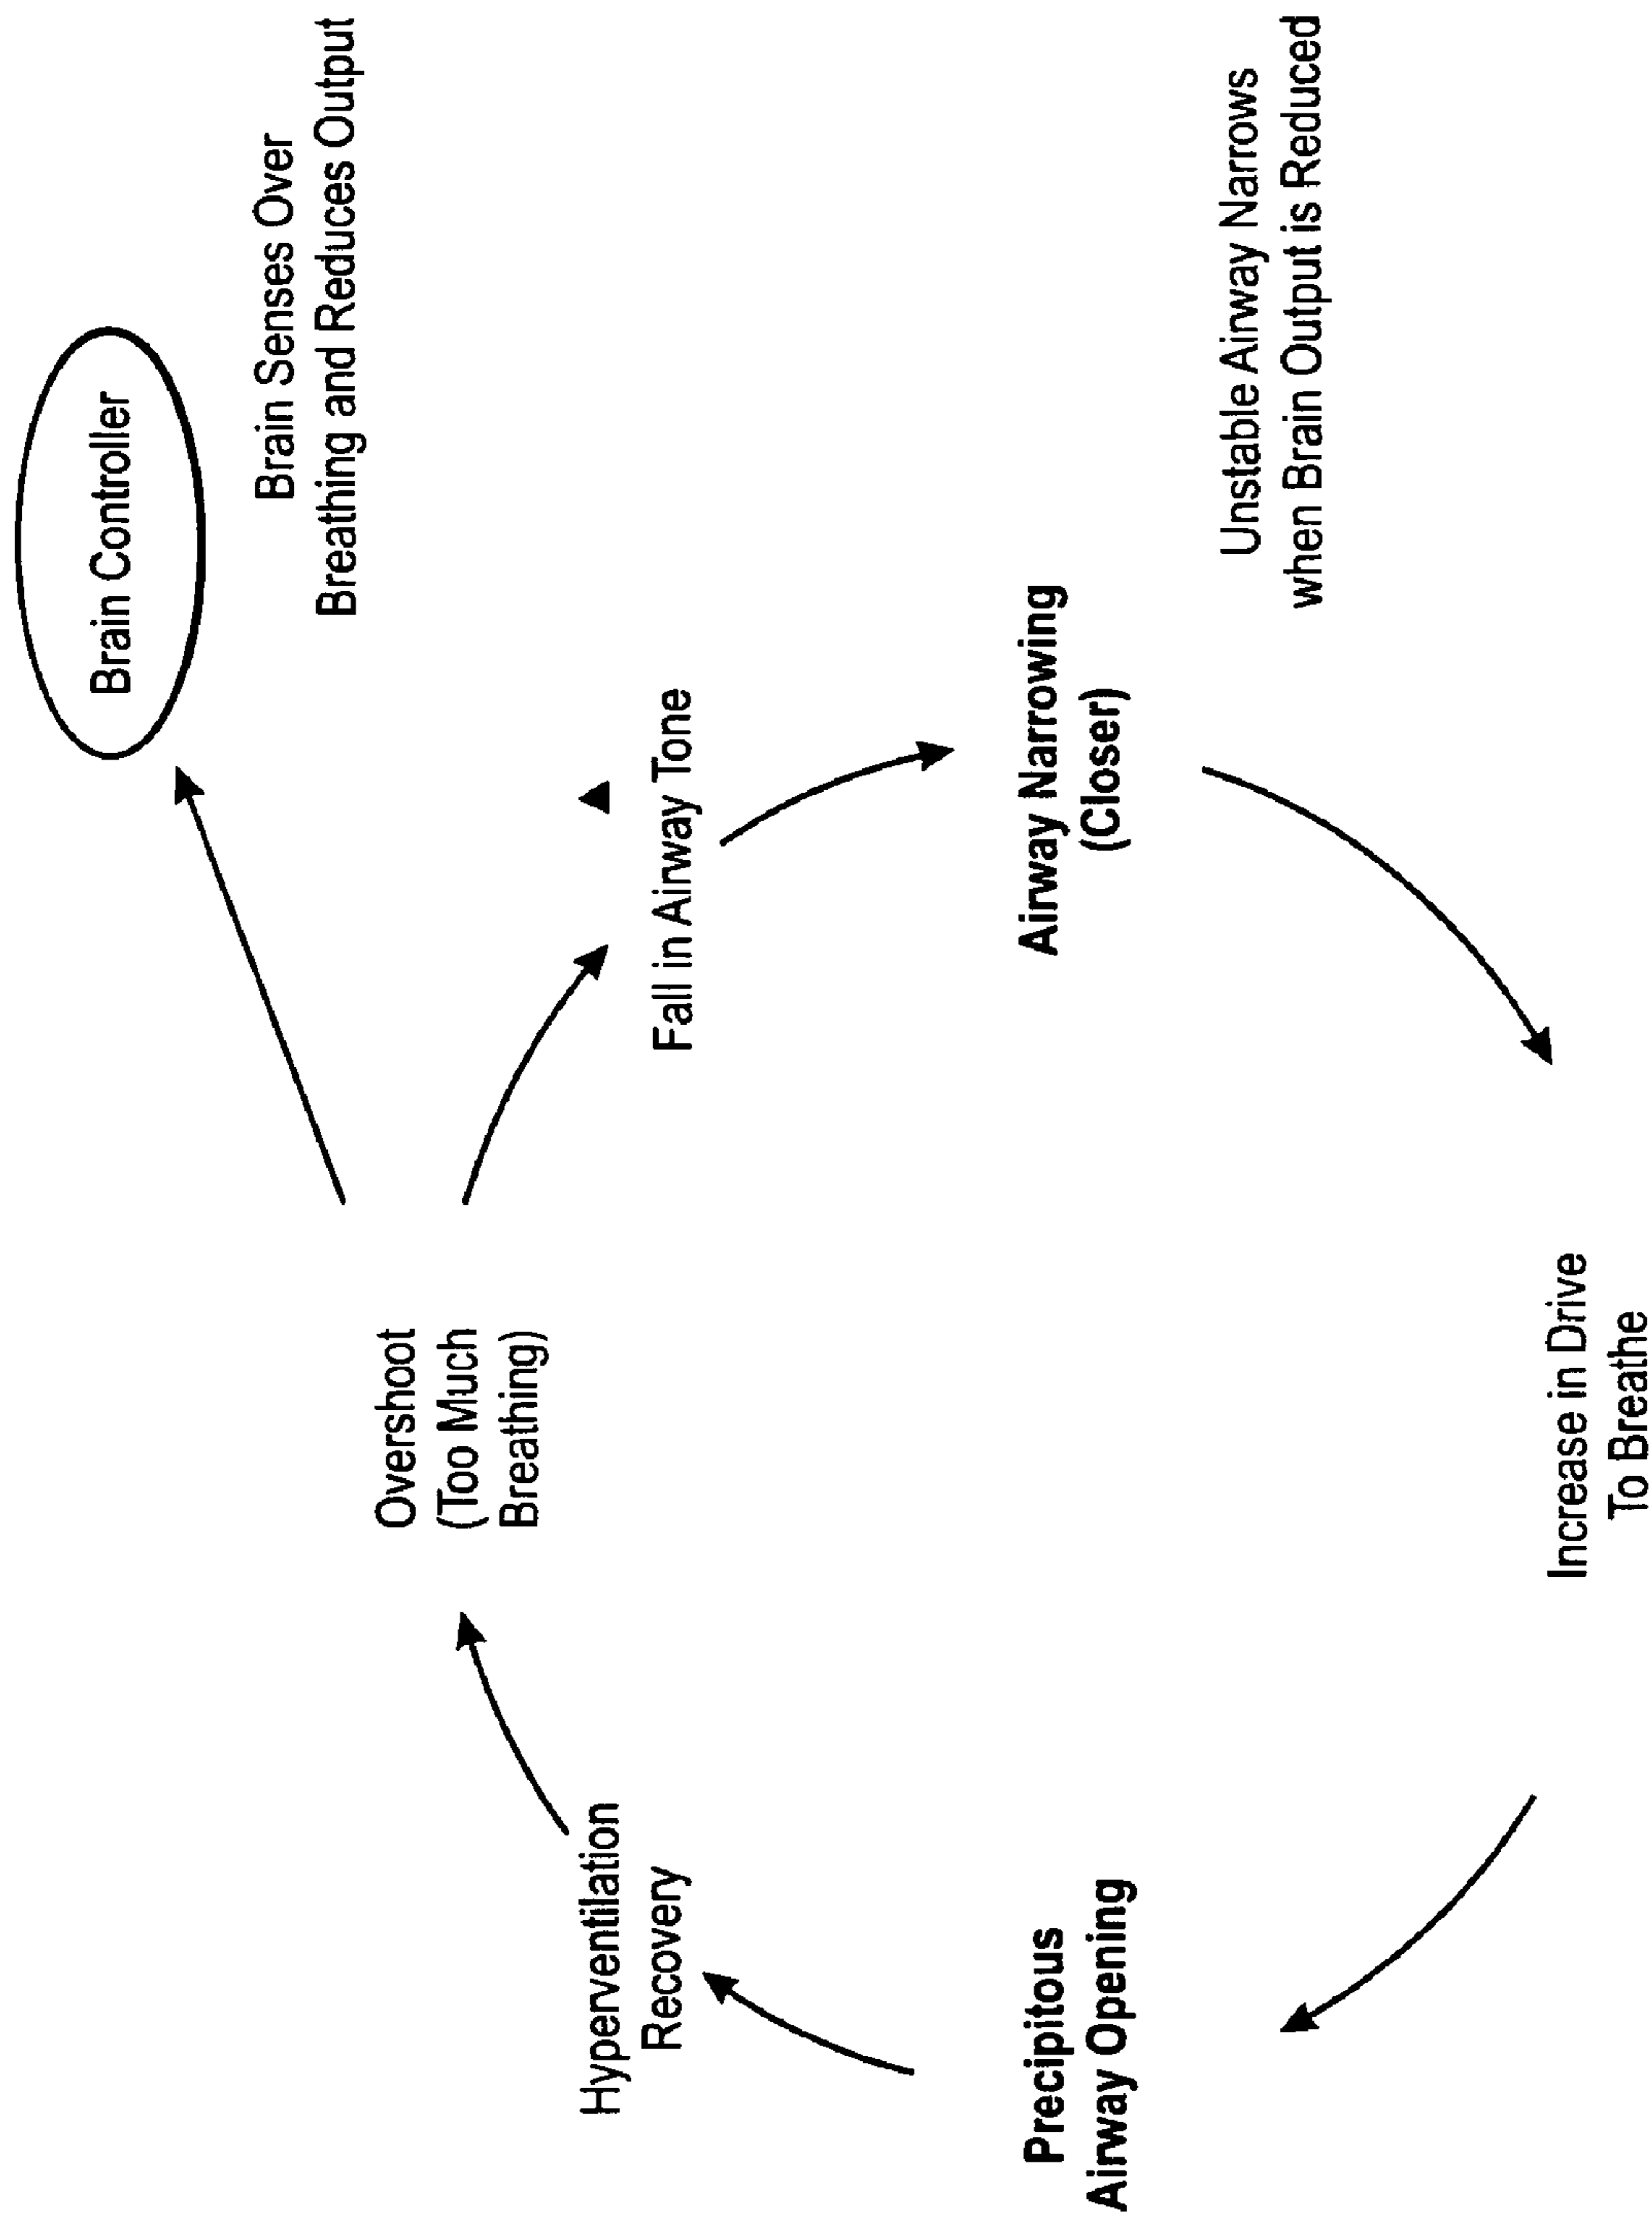 Brain Controller
Brain Senses Over
Breathing and Reduces Output
Overshoot
(Too Much
Breathing)
Hyperventilation
Recovery
Fall in Airway Tone
Precipitous
Airway Opening
Airway Narrowing
(Closer)
Unstable Airway Narrows
when Brain Output is Reduced
Increase in Drive
To Breathe